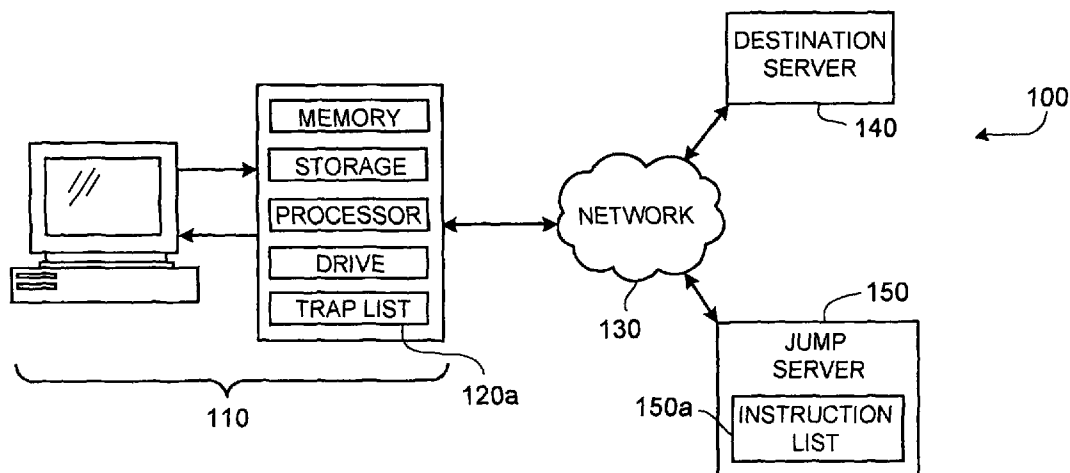 DESTINATION
SERVER
140
100
MEMORY
STORAGE
PROCESSOR
DRIVE
TRAP LIST
120a
110
NETWORK
130
150
JUMP
SERVER
150a
INSTRUCTION
LIST